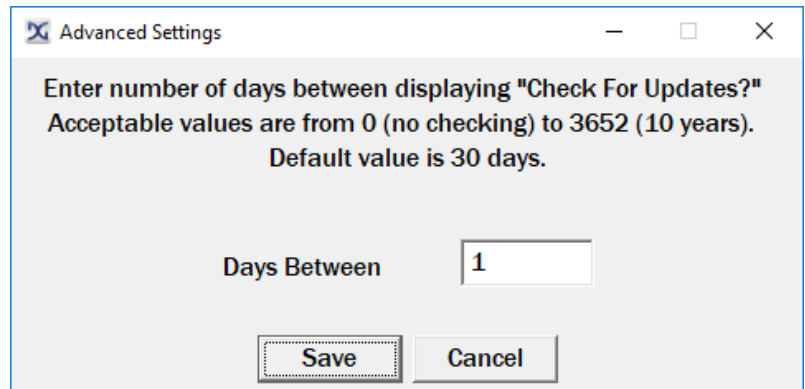 Advanced Settings
Enter number of days between displaying "Check For Updates?"
Acceptable values are from 0 (no checking) to 3652 (10 years).
Default value is 30 days.
Days Between 1
Save Cancel